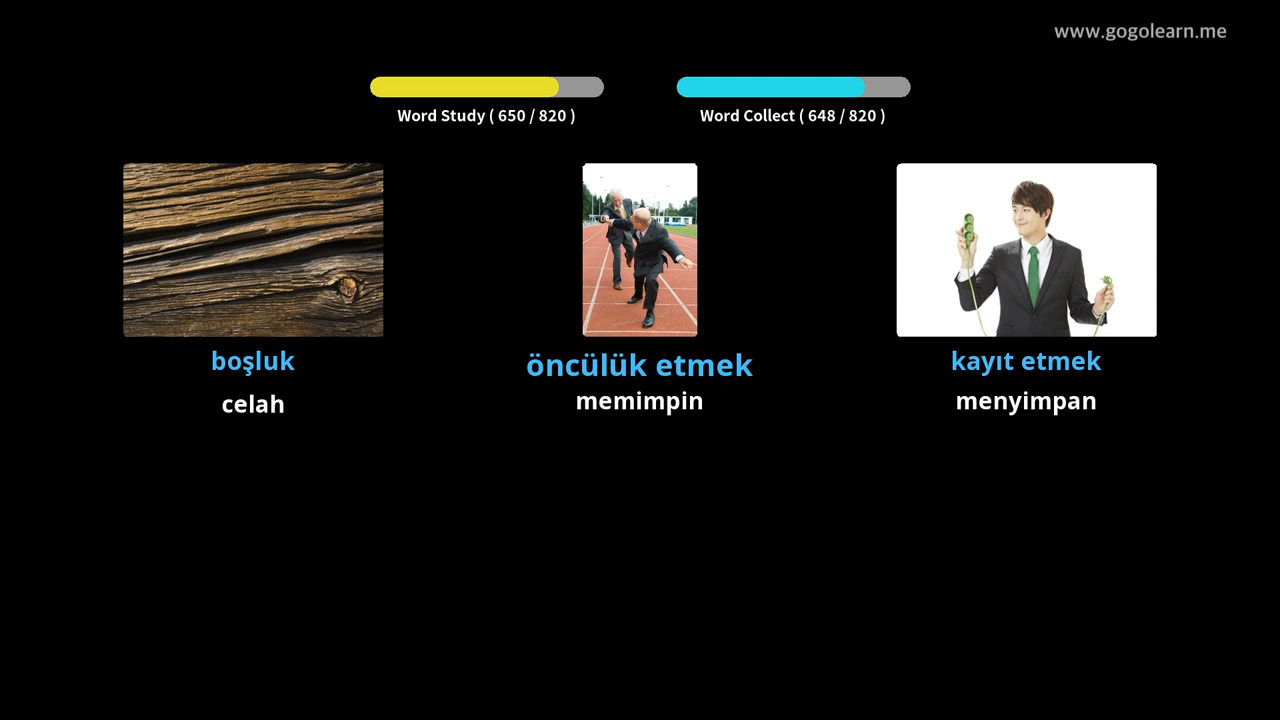 www.gogolearn.me
Word Study ( 650 / 820 )
Word Collect ( 648 / 820 )
boşluk
celah
öncülük etmek
memimpin
kayıt etmek
menyimpan